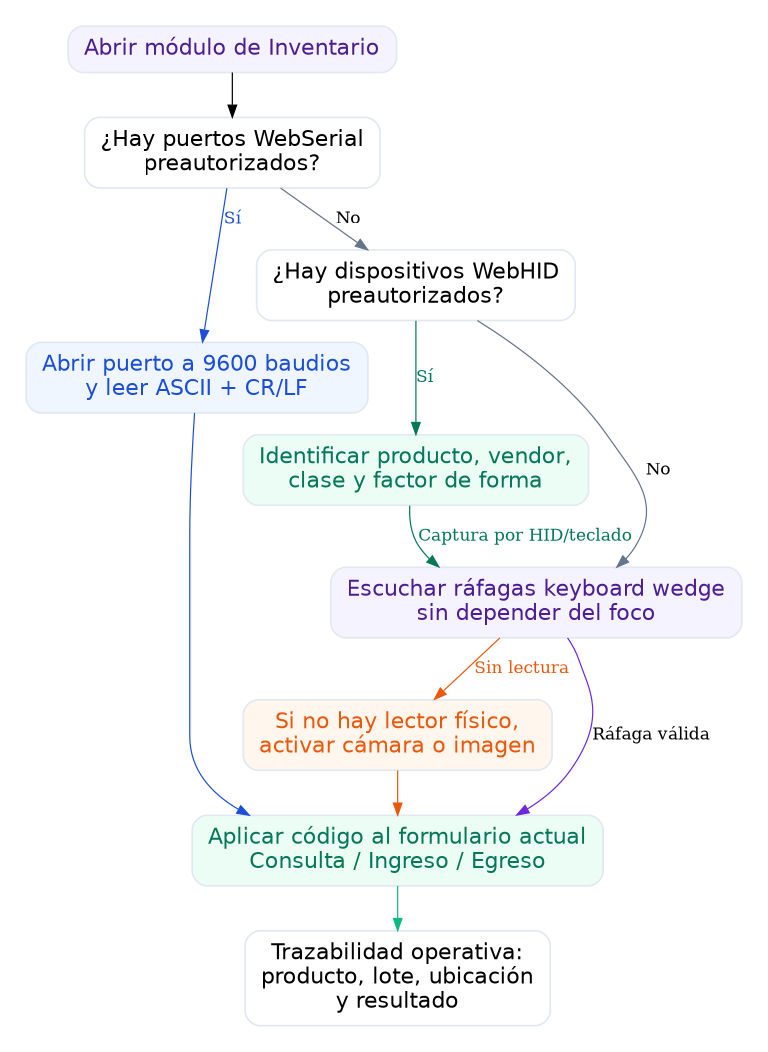 Abrir módulo de Inventario
¿Hay puertos WebSerial
preautorizados?
Sí
No
¿Hay dispositivos WebHID
preautorizados?
Abrir puerto a 9600 baudios
y leer ASCII + CR/LF
Sí
No
Identificar producto, vendor,
clase y factor de forma
Captura por HID/teclado
Escuchar ráfagas keyboard wedge
sin depender del foco
Sin lectura
Si no hay lector físico,
activar cámara o imagen
Ráfaga válida
Aplicar código al formulario actual
Consulta / Ingreso / Egreso
Trazabilidad operativa:
producto, lote, ubicación
y resultado